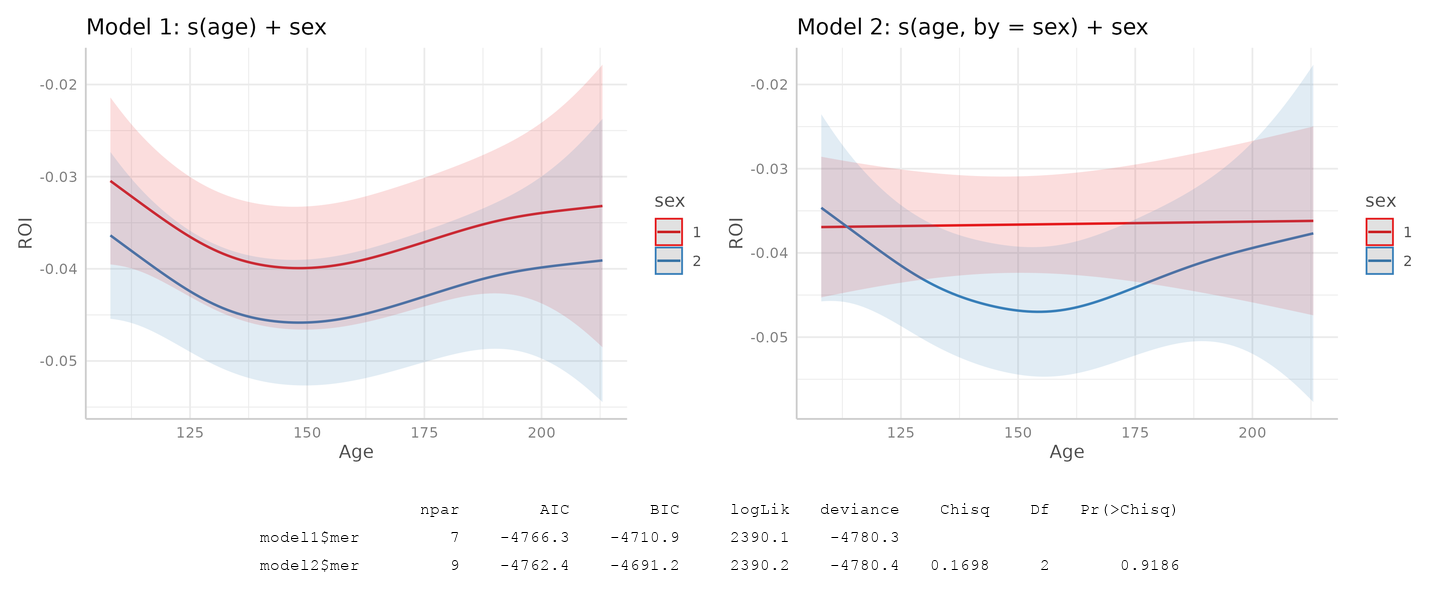 Model 1: s(age) + sex
-0.02
-0.03
-0.04
-0.05
ROI
125 150 175 200
Age
sex
1
2
Model 2: s(age, by = sex) + sex
-0.02
-0.03
-0.04
-0.05
ROI
125 150 175 200
Age
sex
1
2
npar AIC BIC logLik deviance Chisq Df Pr(>Chisq)
model1$mer 7 -4766.3 -4710.9 2390.1 -4780.3
model2$mer 9 -4762.4 -4691.2 2390.2 -4780.4 0.1698 2 0.9186